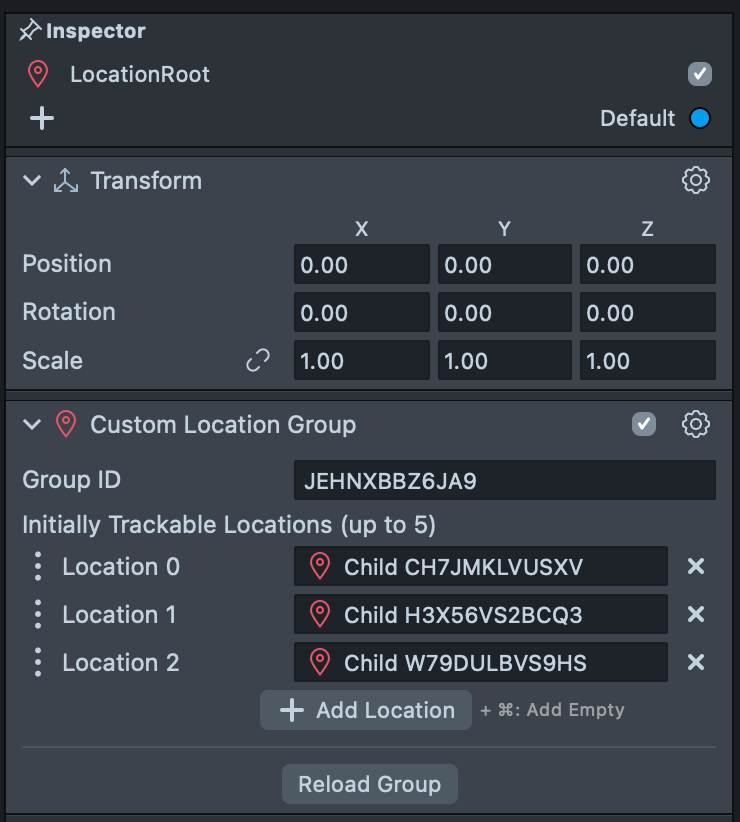 Inspector
LocationRoot
Default
Transform
X Y Z
Position 0.00 0.00 0.00
Rotation 0.00 0.00 0.00
Scale 1.00 1.00 1.00
Custom Location Group
Group ID JEHNXBBZ6JA9
Initially Trackable Locations (up to 5)
Location 0 Child CH7JMKLVUSXV
Location 1 Child H3X56VS2BCQ3
Location 2 Child W79DULBVS9HS
+ Add Location + ⌘: Add Empty
Reload Group